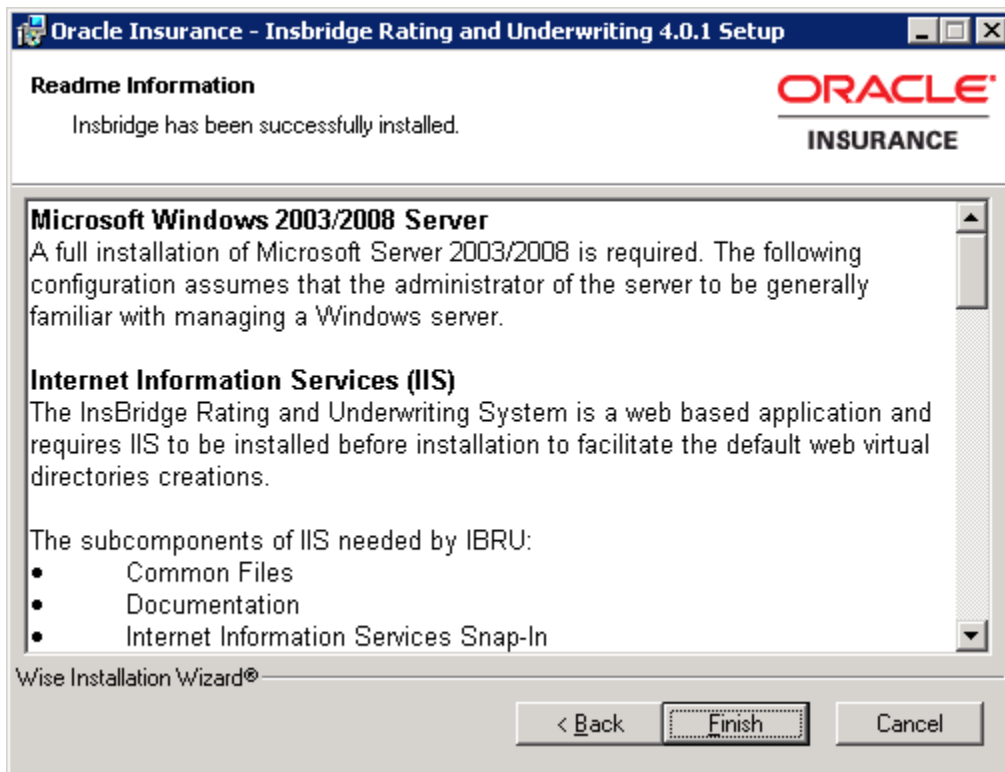 Oracle Insurance - Insbridge Rating and Underwriting 4.0.1 Setup
Readme Information
Insbridge has been successfully installed.
ORACLE
INSURANCE
Microsoft Windows 2003/2008 Server
A full installation of Microsoft Server 2003/2008 is required. The following
configuration assumes that the administrator of the server to be generally
familiar with managing a Windows server.
Internet Information Services (IIS)
The InsBridge Rating and Underwriting System is a web based application and
requires IIS to be installed before installation to facilitate the default web virtual
directories creations.
The subcomponents of IIS needed by IBRU:
• Common Files
• Documentation
• Internet Information Services Snap-In
Wise Installation Wizard®
< Back
Finish
Cancel